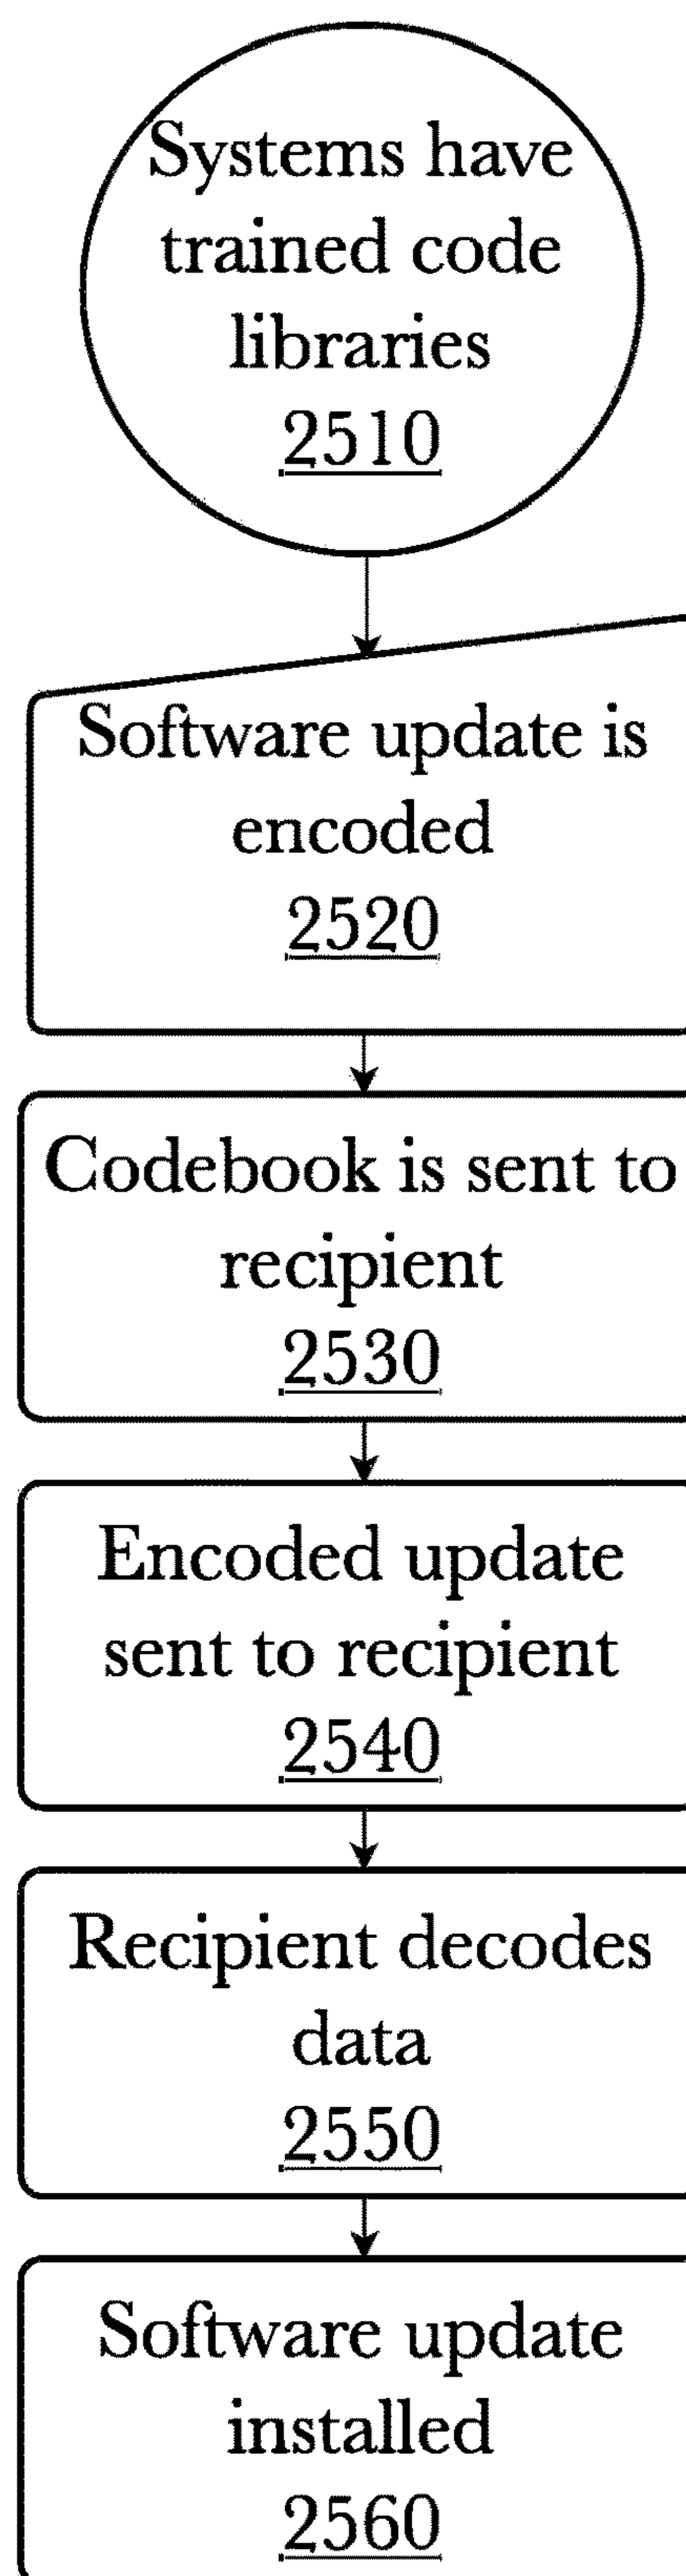 Systems have
trained code
libraries
2510
Software update is
encoded
2520
Codebook is sent to
recipient
2530
Encoded update
sent to recipient
2540
Recipient decodes
data
2550
Software update
installed
2560